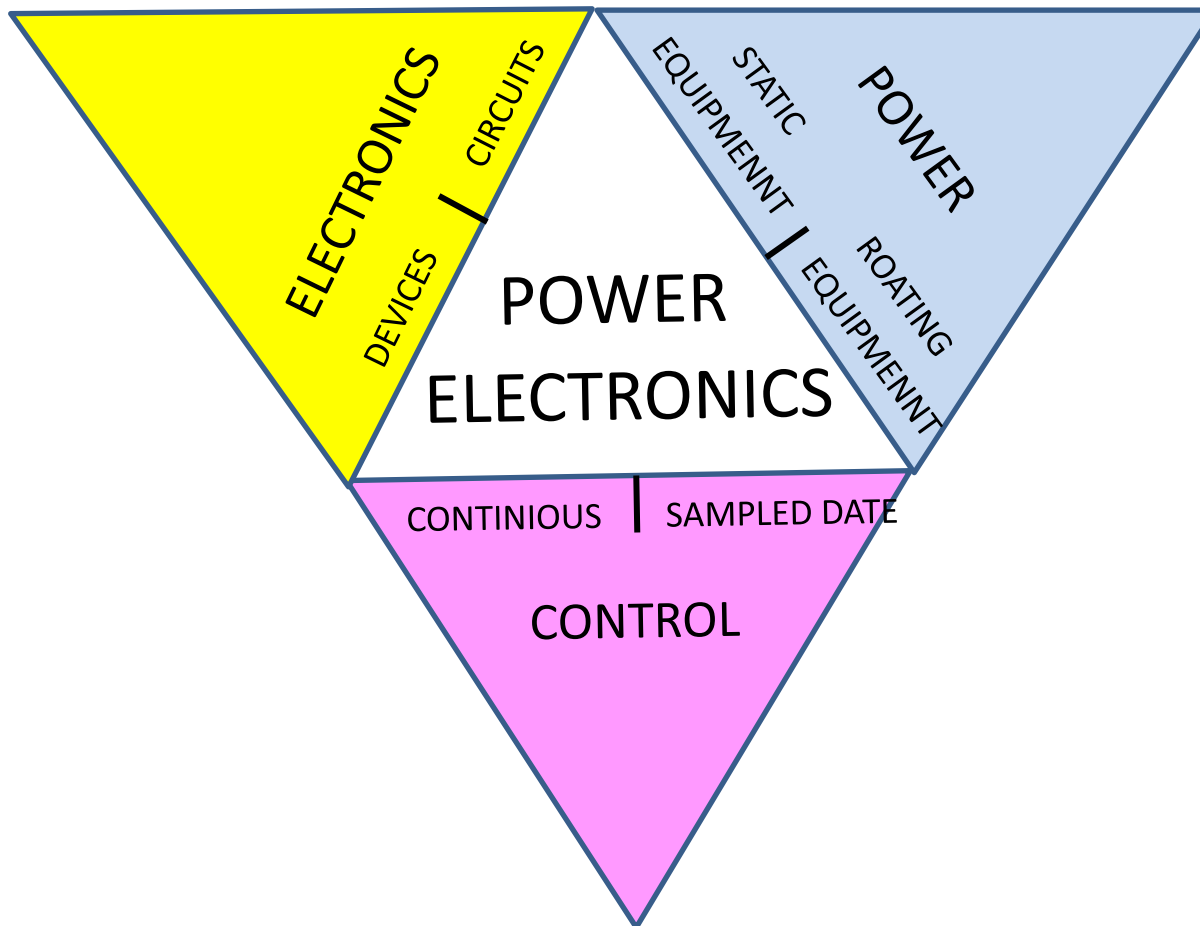 ELECTRONICS
DEVICES
CIRCUITS
STATIC
EQUIPMENNT
POWER
ROATING
EQUIPMENNT
POWER
ELECTRONICS
CONTINIOUS
SAMPLED DATE
CONTROL